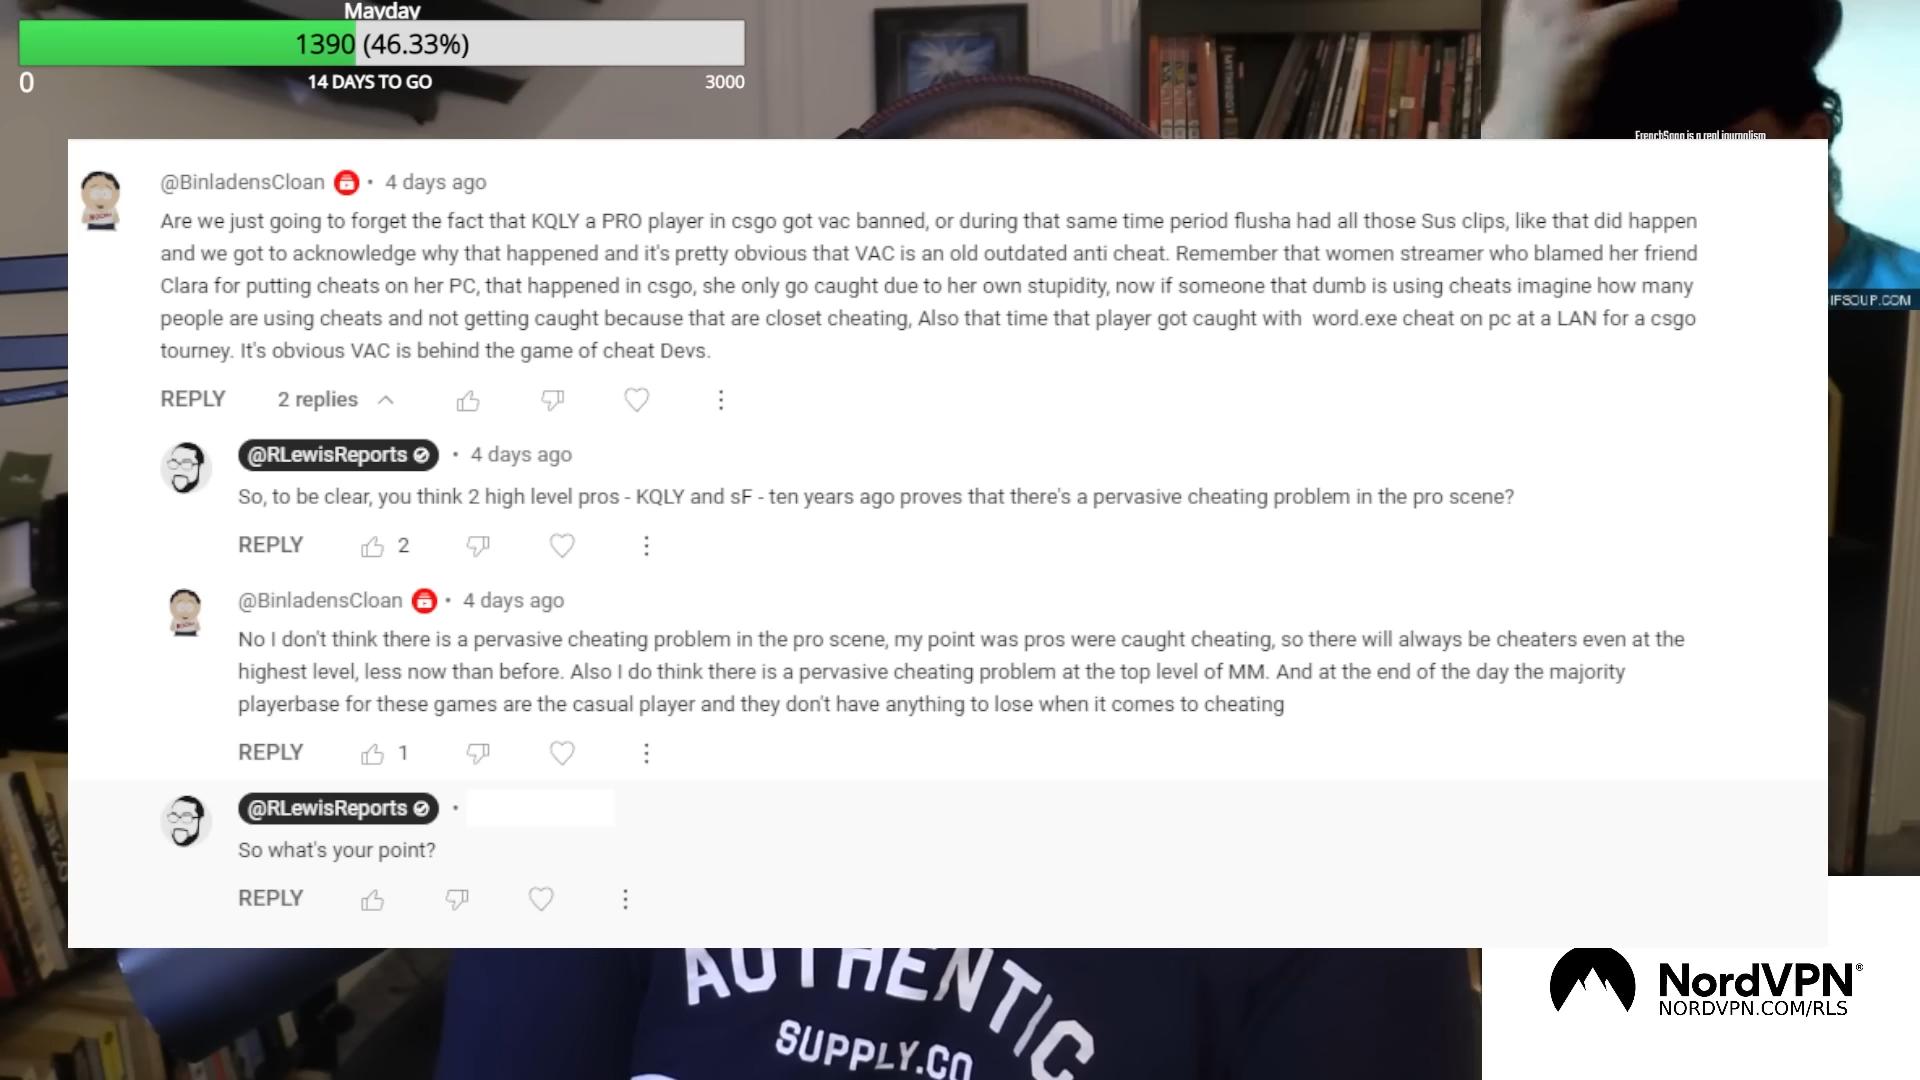 Mayday
1390 (46.33%)
0
14 DAYS TO GO
3000
FrenchSpna is a real journalism
IFSOUP.COM
@BinladensCloan • 4 days ago
Are we just going to forget the fact that KQLY a PRO player in csgo got vac banned, or during that same time period flusha had all those Sus clips, like that did happen
and we got to acknowledge why that happened and it's pretty obvious that VAC is an old outdated anti cheat. Remember that women streamer who blamed her friend
Clara for putting cheats on her PC, that happened in csgo, she only go caught due to her own stupidity, now if someone that dumb is using cheats imagine how many
people are using cheats and not getting caught because that are closet cheating, Also that time that player got caught with  word.exe cheat on pc at a LAN for a csgo
tourney. It's obvious VAC is behind the game of cheat Devs.
REPLY 2 replies
@RLewisReports • 4 days ago
So, to be clear, you think 2 high level pros - KQLY and sF - ten years ago proves that there's a pervasive cheating problem in the pro scene?
REPLY 2
@BinladensCloan • 4 days ago
No I don't think there is a pervasive cheating problem in the pro scene, my point was pros were caught cheating, so there will always be cheaters even at the
highest level, less now than before. Also I do think there is a pervasive cheating problem at the top level of MM. And at the end of the day the majority
playerbase for these games are the casual player and they don't have anything to lose when it comes to cheating
REPLY 1
@RLewisReports •
So what's your point?
REPLY
AUTHENTIC
SUPPLY.CO
NordVPN®
NORDVPN.COM/RLS